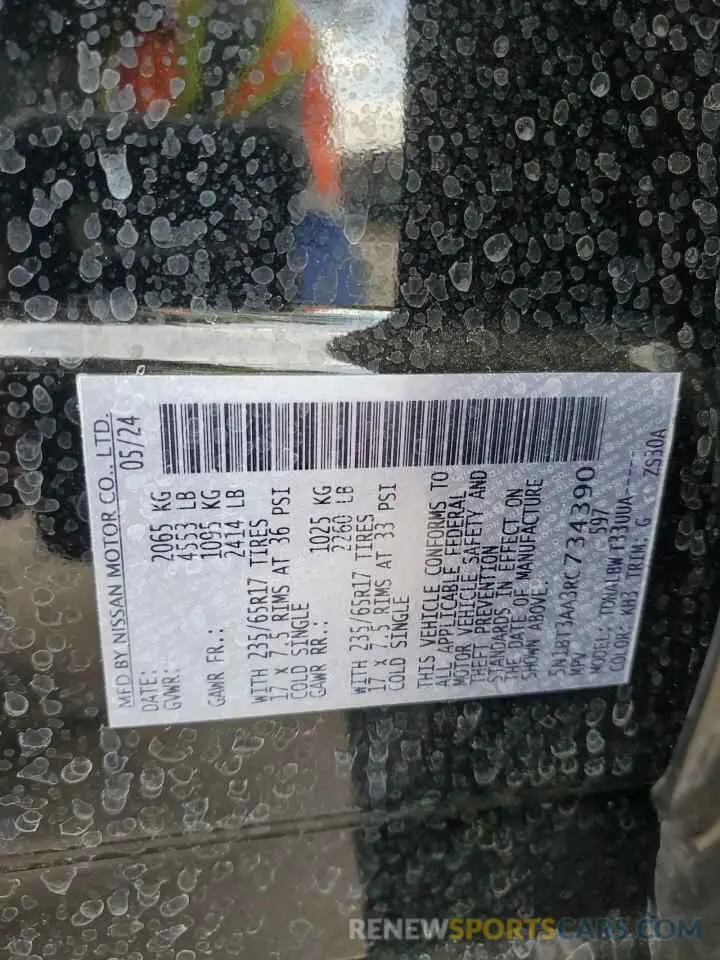 MFD BY NISSAN MOTOR CO., LTD.
DATE: 05/24
GVWR: 2065 KG
4553 LB
GAWR FR.: 1095 KG
2414 LB
WITH 235/65R17 TIRES
17 X 7.5 RIMS AT 36 PSI
COLD SINGLE
GAWR RR.: 1025 KG
2260 LB
WITH 235/65R17 TIRES
17 X 7.5 RIMS AT 33 PSI
COLD SINGLE
THIS VEHICLE CONFORMS TO
ALL APPLICABLE FEDERAL
MOTOR VEHICLE SAFETY AND
THEFT PREVENTION
STANDARDS IN EFFECT ON
THE DATE OF MANUFACTURE
SHOWN ABOVE.
5N1BT3AA3RC734390
MPV 597
MODEL:
COLOR: KH3 TRIM: G ZS30A
RENEWSPORTSCARS.COM